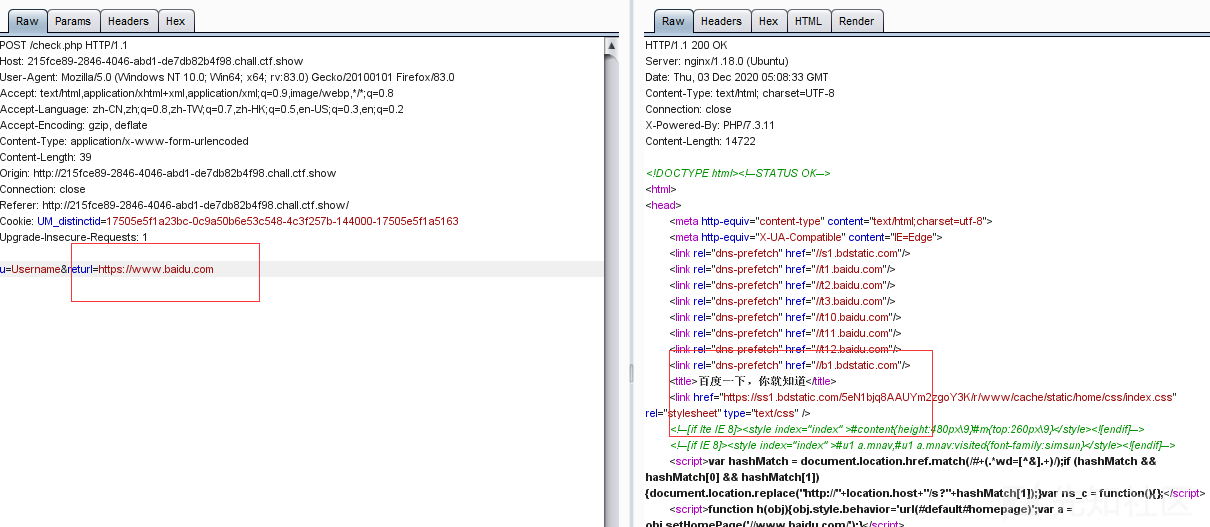 Raw Params Headers Hex
POST /check.php HTTP/1.1
Host: 215fce89-2846-4046-abd1-de7db82b4f98.chall.ctf.show
User-Agent: Mozilla/5.0 (Windows NT 10.0; Win64; x64; rv:83.0) Gecko/20100101 Firefox/83.0
Accept: text/html,application/xhtml+xml,application/xml;q=0.9,image/webp,*/*;q=0.8
Accept-Language: zh-CN,zh;q=0.8,zh-TW;q=0.7,zh-HK;q=0.5,en-US;q=0.3,en;q=0.2
Accept-Encoding: gzip, deflate
Content-Type: application/x-www-form-urlencoded
Content-Length: 39
Origin: http://215fce89-2846-4046-abd1-de7db82b4f98.chall.ctf.show
Connection: close
Referer: http://215fce89-2846-4046-abd1-de7db82b4f98.chall.ctf.show/
Cookie: UM_distinctid=17505e5f1a23bc-0c9a50b6e53c548-4c3f257b-144000-17505e5f1a5163
Upgrade-Insecure-Requests: 1
u=Username&returl=https://www.baidu.com
Raw Headers Hex HTML Render
HTTP/1.1 200 OK
Server: nginx/1.18.0 (Ubuntu)
Date: Thu, 03 Dec 2020 05:08:33 GMT
Content-Type: text/html; charset=UTF-8
Connection: close
X-Powered-By: PHP/7.3.11
Content-Length: 14722
<!DOCTYPE html><!--STATUS OK-->
<html>
<head>
<meta http-equiv="content-type" content="text/html;charset=utf-8">
<meta http-equiv="X-UA-Compatible" content="IE=Edge">
<link rel="dns-prefetch" href="//s1.bdstatic.com"/>
<link rel="dns-prefetch" href="//t1.baidu.com"/>
<link rel="dns-prefetch" href="//t2.baidu.com"/>
<link rel="dns-prefetch" href="//t3.baidu.com"/>
<link rel="dns-prefetch" href="//t10.baidu.com"/>
<link rel="dns-prefetch" href="//t11.baidu.com"/>
<link rel="dns-prefetch" href="//t12.baidu.com"/>
<link rel="dns-prefetch" href="//b1.bdstatic.com"/>
<title>百度一下，你就知道</title>
<link href="https://ss1.bdstatic.com/5eN1bjq8AAUYm2zgoY3K/r/www/cache/static/home/css/index.css"
rel="stylesheet" type="text/css" />
<!--[if lte IE 8]><style index="index" >#content{height:480px\9}#m{top:260px\9}</style><![endif]-->
<!--[if IE 8]><style index="index" >#u1 a.mnav,#u1 a.mnav:visited{font-family:simsun}</style><![endif]-->
<script>var hashMatch = document.location.href.match(/#+(.*wd=[^&].+)/);if (hashMatch &&
hashMatch[0] && hashMatch[1])
{document.location.replace("http://"+location.host+"/s?"+hashMatch[1]);}var ns_c = function(){};</script>
<script>function h(obj){obj.style.behavior='url(#default#homepage)';var a =
obj.setHomePage('//www.baidu.com/');}</script>
先知社区